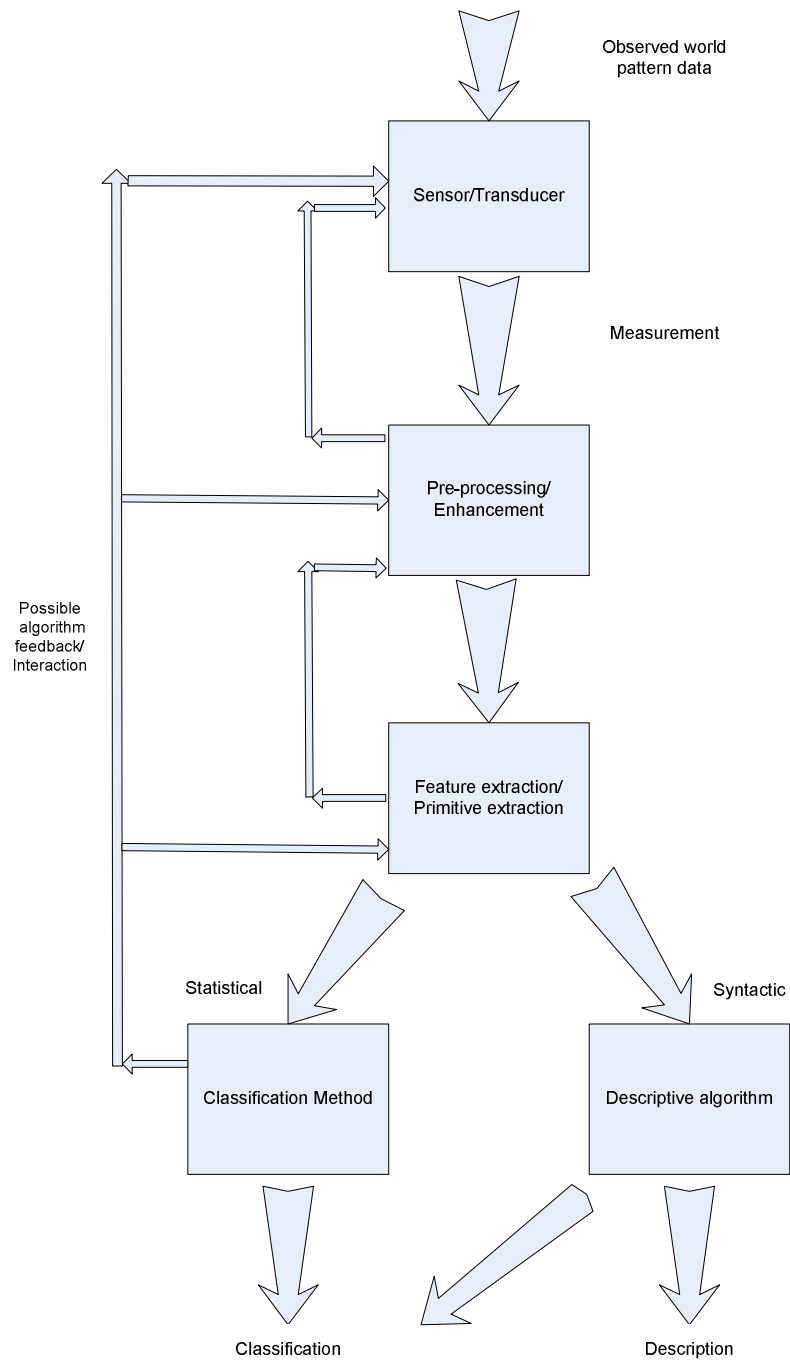 Observed world
pattern data
Sensor/Transducer
Measurement
Pre-processing/
Enhancement
Possible
algorithm
feedback/
Interaction
Feature extraction/
Primitive extraction
Statistical
Syntactic
Classification Method
Descriptive algorithm
Classification
Description